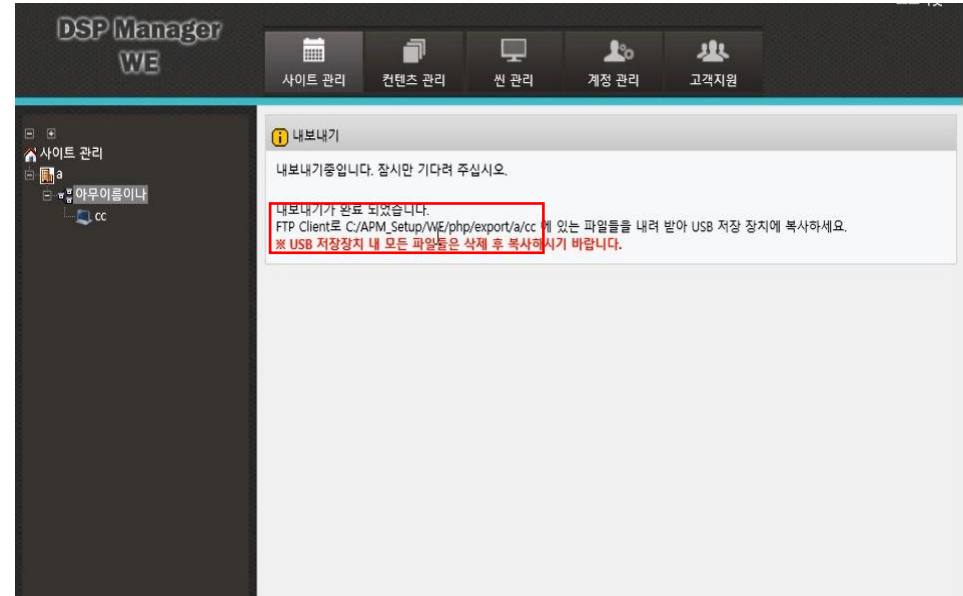 DSP Manager
WE
사이트 관리
컨텐츠 관리
씬 관리
계정 관리
고객지원
사이트 관리
a
아무이름이나
cc
내보내기
내보내기중입니다. 잠시만 기다려 주십시오.
내보내기가 완료 되었습니다.
FTP Client로 C:/APM_Setup/WE/php/export/a/cc 에 있는 파일들을 내려 받아 USB 저장 장치에 복사하세요.
※ USB 저장장치 내 모든 파일들은 삭제 후 복사하시기 바랍니다.